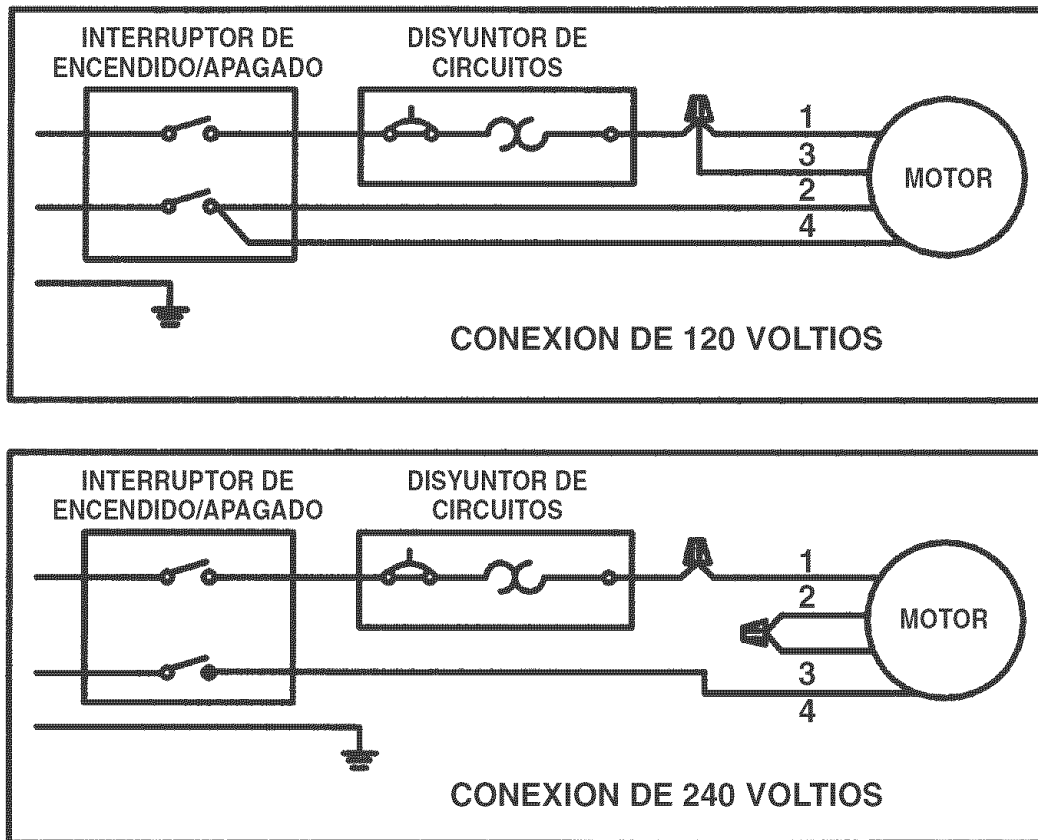 INTERRUPTOR DE
ENCENDIDO/APAGADO
DISYUNTOR DE
CIRCUITOS
1
3
2
4
MOTOR
CONEXION DE 120 VOLTIOS
INTERRUPTOR DE
ENCENDIDO/APAGADO
DISYUNTOR DE
CIRCUITOS
1
2
3
4
MOTOR
CONEXION DE 240 VOLTIOS